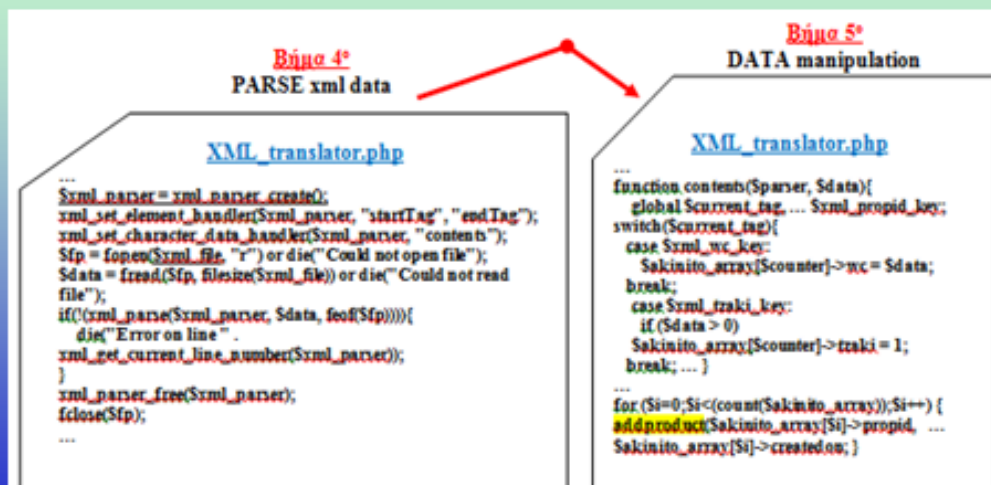 Βήμα 4ο
PARSE xml data
XML_translator.php
...
$xml_parser = xml_parser_create();
xml_set_element_handler($xml_parser, "startTag", "endTag");
xml_set_character_data_handler($xml_parser, "contents");
$fp = fopen($xml_file, "r") or die("Could not open file");
$data = fread($fp, filesize($xml_file)) or die("Could not read
file");
if(!(xml_parse($xml_parser, $data, feof($fp)))){
die("Error on line " .
xml_get_current_line_number($xml_parser));
}
xml_parser_free($xml_parser);
fclose($fp);
...
Βήμα 5ο
DATA manipulation
XML_translator.php
...
function contents($parser, $data){
global $current_tag, ... $xml_propid_key;
switch($current_tag){
case $xml_wc_key:
$akinito_array[$counter]->wc = $data;
break;
case $xml_tzaki_key:
if ($data > 0)
$akinito_array[$counter]->tzaki = 1;
break; ... }
...
for ($i=0;$i<(count($akinito_array));$i++) {
addproduct($akinito_array[$i]->propid, ...
$akinito_array[$i]->createdon; }